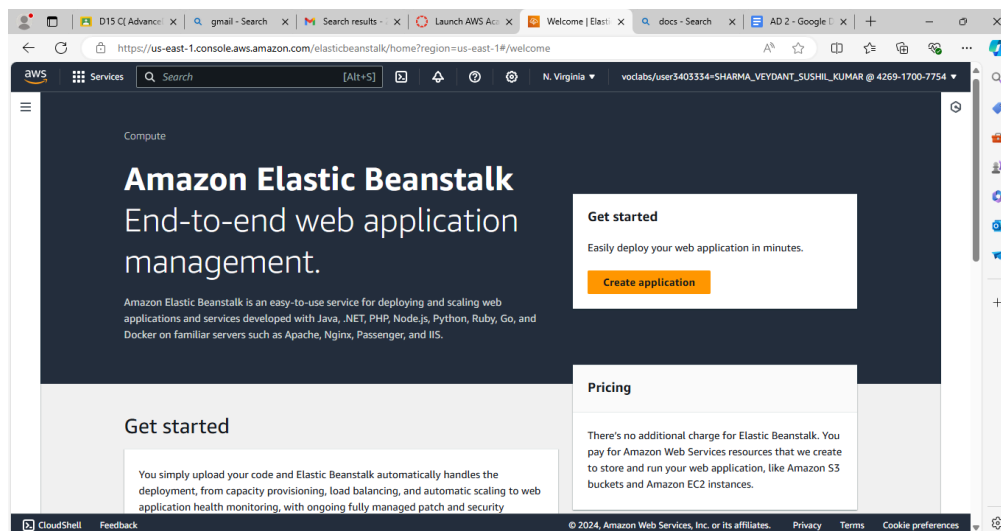 D15 C( Advance
gmail - Search
Search results -
Launch AWS Aca
Welcome | Elasti
docs - Search
AD 2 - Google D
https://us-east-1.console.aws.amazon.com/elasticbeanstalk/home?region=us-east-1#/welcome
aws
Services
Search
[Alt+S]
N. Virginia
voclabs/user3403334=SHARMA_VEYDANT_SUSHIL_KUMAR @ 4269-1700-7754
Compute
Amazon Elastic Beanstalk
End-to-end web application
management.
Amazon Elastic Beanstalk is an easy-to-use service for deploying and scaling web
applications and services developed with Java, .NET, PHP, Node.js, Python, Ruby, Go, and
Docker on familiar servers such as Apache, Nginx, Passenger, and IIS.
Get started
Easily deploy your web application in minutes.
Create application
Pricing
There's no additional charge for Elastic Beanstalk. You
pay for Amazon Web Services resources that we create
to store and run your web application, like Amazon S3
buckets and Amazon EC2 instances.
Get started
You simply upload your code and Elastic Beanstalk automatically handles the
deployment, from capacity provisioning, load balancing, and automatic scaling to web
application health monitoring, with ongoing fully managed patch and security
CloudShell
Feedback
© 2024, Amazon Web Services, Inc. or its affiliates.
Privacy
Terms
Cookie preferences